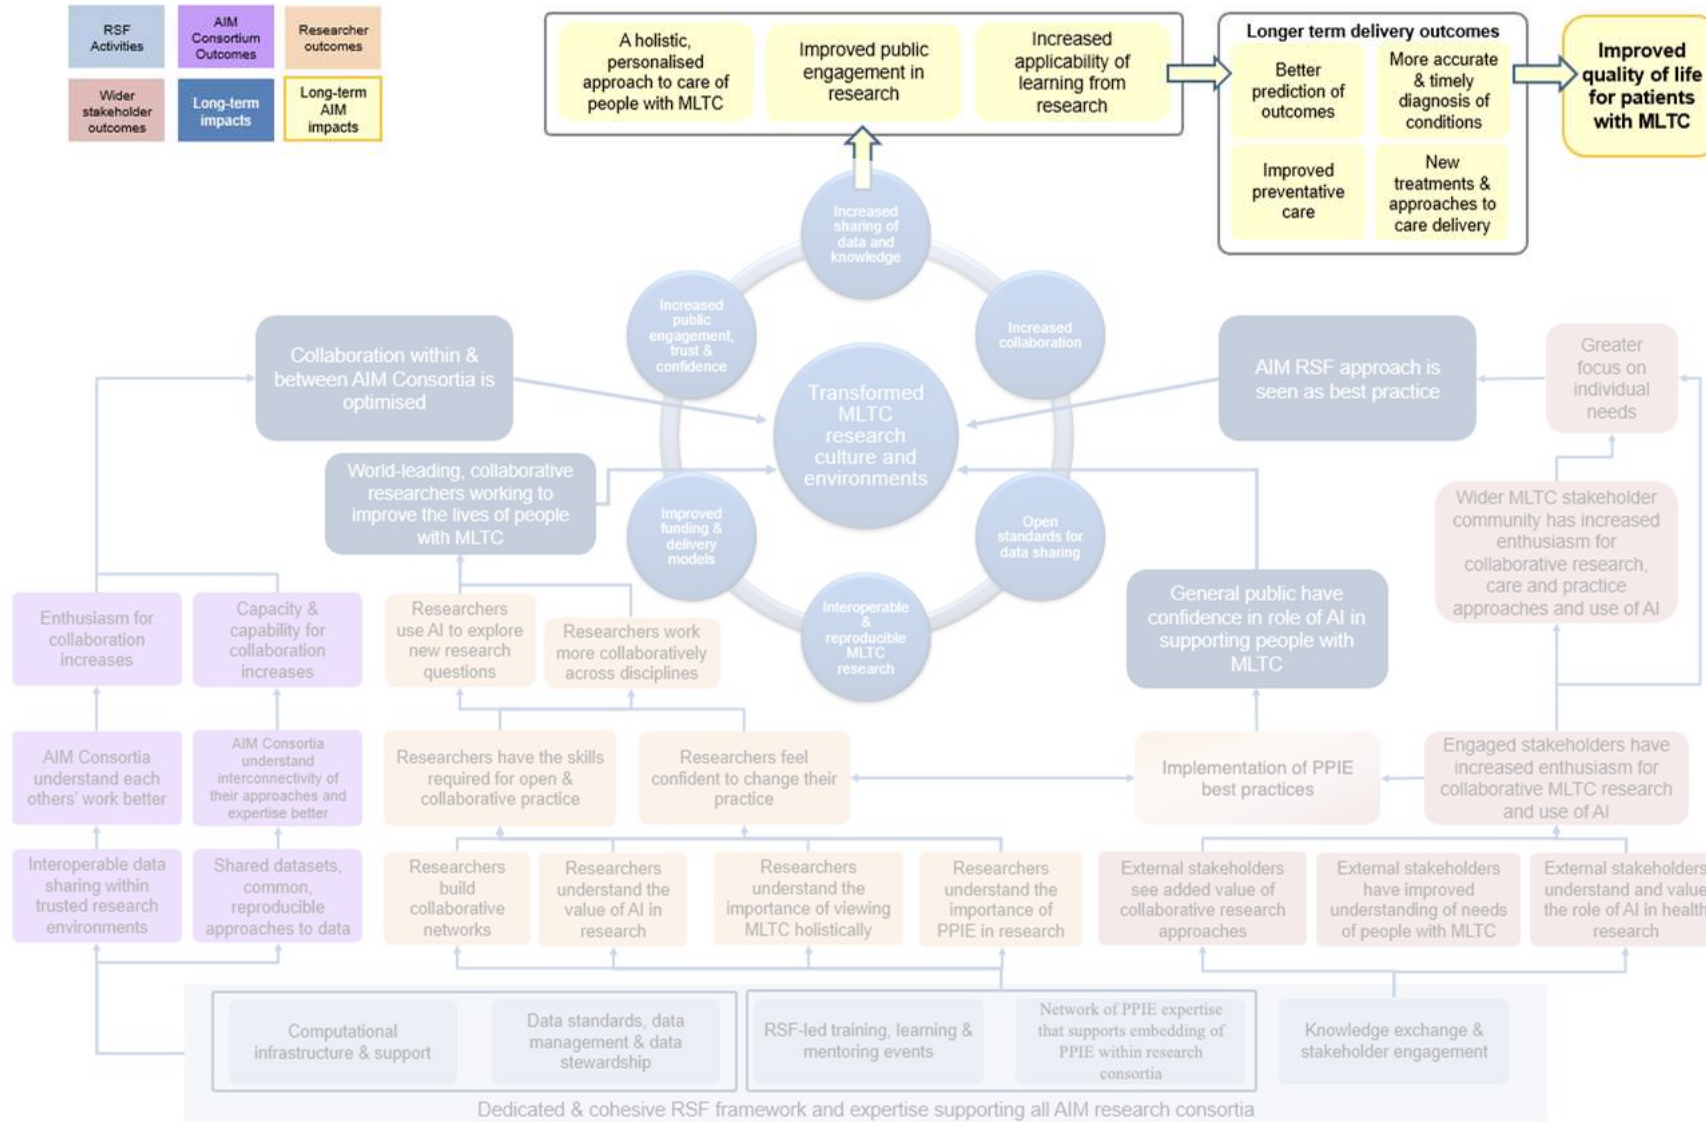 RSF
Activities
AIM
Consortium
Outcomes
Researcher
outcomes
Wider
stakeholder
outcomes
Long-term
impacts
Long-term
AIM
impacts
A holistic,
personalised
approach to care of
people with MLTC
Improved public
engagement in
research
Increased
applicability of
learning from
research
Longer term delivery outcomes
Better
prediction of
outcomes
More accurate
& timely
diagnosis of
conditions
Improved
preventative
care
New
treatments &
approaches to
care delivery
Improved
quality of life
for patients
with MLTC
Increased
sharing of
data and
knowledge
Increased
public
engagement,
trust &
confidence
Increased
collaboration
Transformed
MLTC
research
culture and
environments
Improved
funding &
delivery
models
Open
standards for
data sharing
Interoperable
&
reproducible
MLTC
research
Collaboration within &
between AIM Consortia is
optimised
World-leading, collaborative
researchers working to
improve the lives of people
with MLTC
AIM RSF approach is
seen as best practice
Greater
focus on
individual
needs
Wider MLTC stakeholder
community has increased
enthusiasm for
collaborative research,
care and practice
approaches and use of AI
General public have
confidence in role of AI in
supporting people with
MLTC
Enthusiasm for
collaboration
increases
Capacity &
capability for
collaboration
increases
Researchers
use AI to explore
new research
questions
Researchers work
more collaboratively
across disciplines
AIM Consortia
understand each
others' work better
AIM Consortia
understand
interconnectivity of
their approaches and
expertise better
Researchers have the skills
required for open &
collaborative practice
Researchers feel
confident to change their
practice
Implementation of PPIE
best practices
Engaged stakeholders have
increased enthusiasm for
collaborative MLTC research
and use of AI
Interoperable data
sharing within
trusted research
environments
Shared datasets,
common,
reproducible
approaches to data
Researchers
build
collaborative
networks
Researchers
understand the
value of AI in
research
Researchers
understand the
importance of viewing
MLTC holistically
Researchers
understand the
importance of
PPIE in research
External stakeholders
see added value of
collaborative research
approaches
External stakeholders
have improved
understanding of needs
of people with MLTC
External stakeholders
understand and value
the role of AI in health
research
Computational
infrastructure & support
Data standards, data
management & data
stewardship
RSF-led training, learning &
mentoring events
Network of PPIE expertise
that supports embedding of
PPIE within research
consortia
Knowledge exchange &
stakeholder engagement
Dedicated & cohesive RSF framework and expertise supporting all AIM research consortia